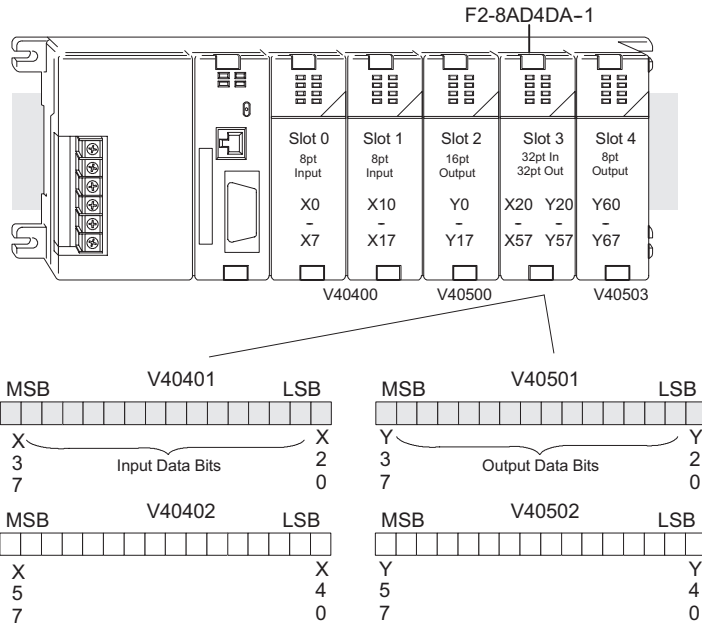 F2-8AD4DA-1
Slot 0 Slot 1 Slot 2 Slot 3 Slot 4
8pt Input 8pt Input 16pt Output 32pt In 32pt Out 8pt Output
X0 X10 Y0 X20 Y20 Y60
- - - - - -
X7 X17 Y17 X57 Y57 Y67
V40400 V40500 V40503
MSB V40401 LSB MSB V40501 LSB
X 3 7 Input Data Bits X 2 0 Y 3 7 Output Data Bits Y 2 0
MSB V40402 LSB MSB V40502 LSB
X 5 7 X 4 0 Y 5 7 Y 4 0